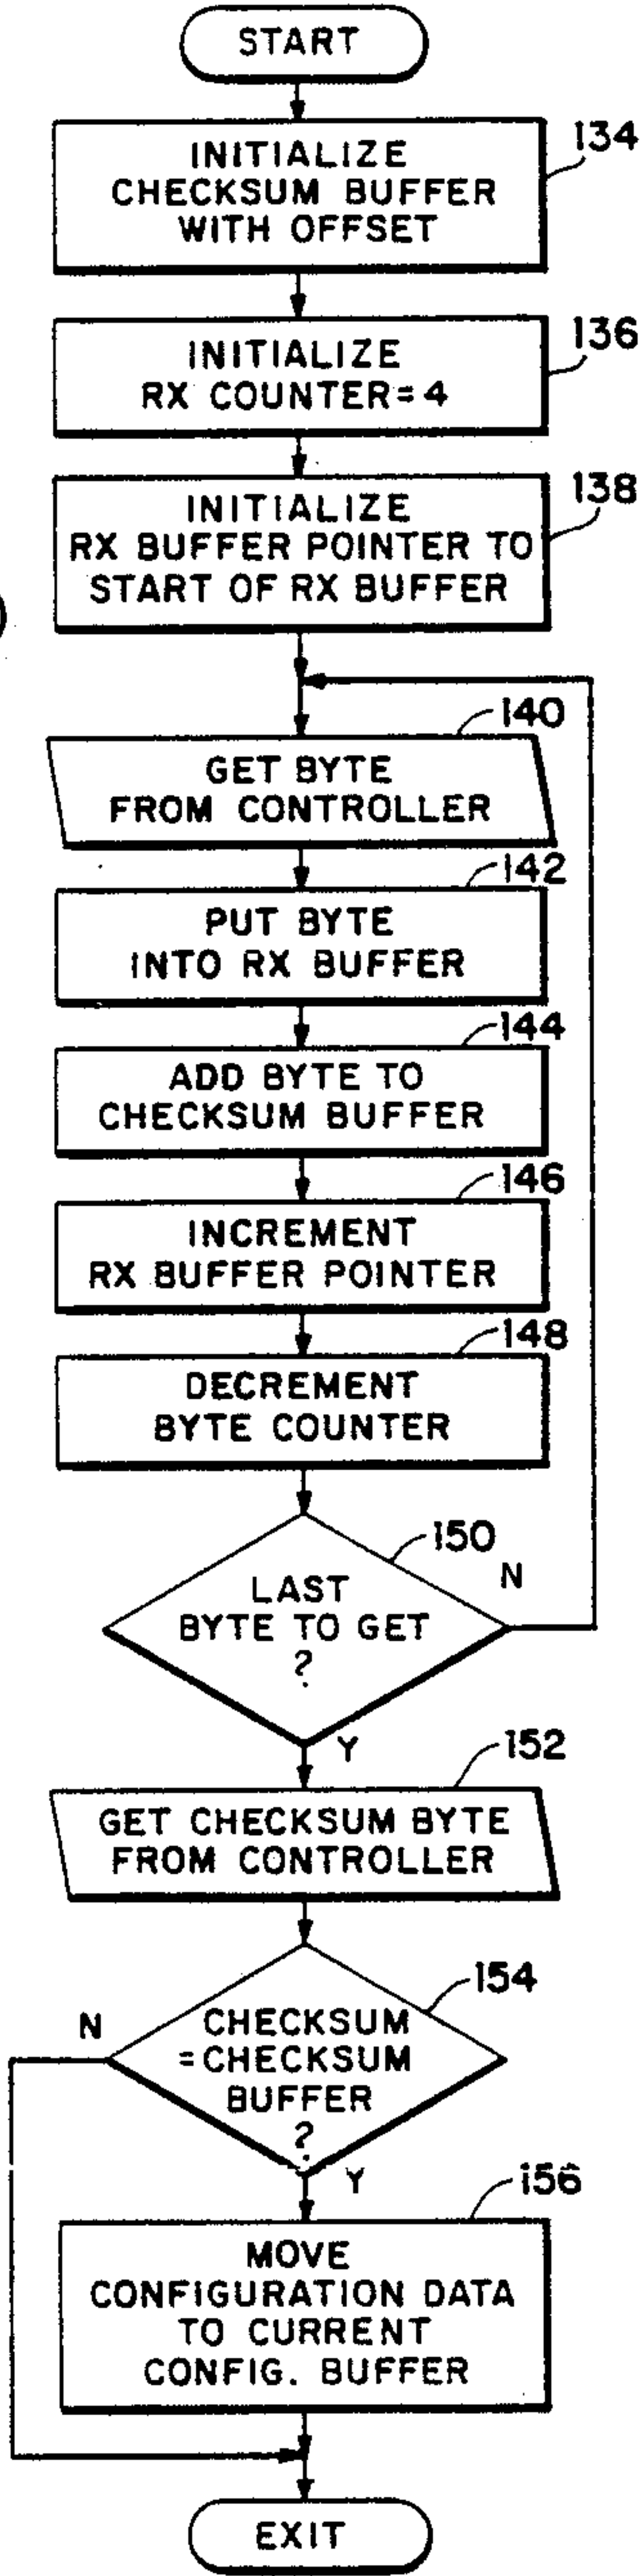 START
134
INITIALIZE
CHECKSUM BUFFER
WITH OFFSET
136
INITIALIZE
RX COUNTER=4
138
INITIALIZE
RX BUFFER POINTER TO
START OF RX BUFFER
140
GET BYTE
FROM CONTROLLER
142
PUT BYTE
INTO RX BUFFER
144
ADD BYTE TO
CHECKSUM BUFFER
146
INCREMENT
RX BUFFER POINTER
148
DECREMENT
BYTE COUNTER
150
N
LAST
BYTE TO GET
?
Y
152
GET CHECKSUM BYTE
FROM CONTROLLER
154
N
CHECKSUM
=CHECKSUM
BUFFER
?
Y
156
MOVE
CONFIGURATION DATA
TO CURRENT
CONFIG. BUFFER
EXIT